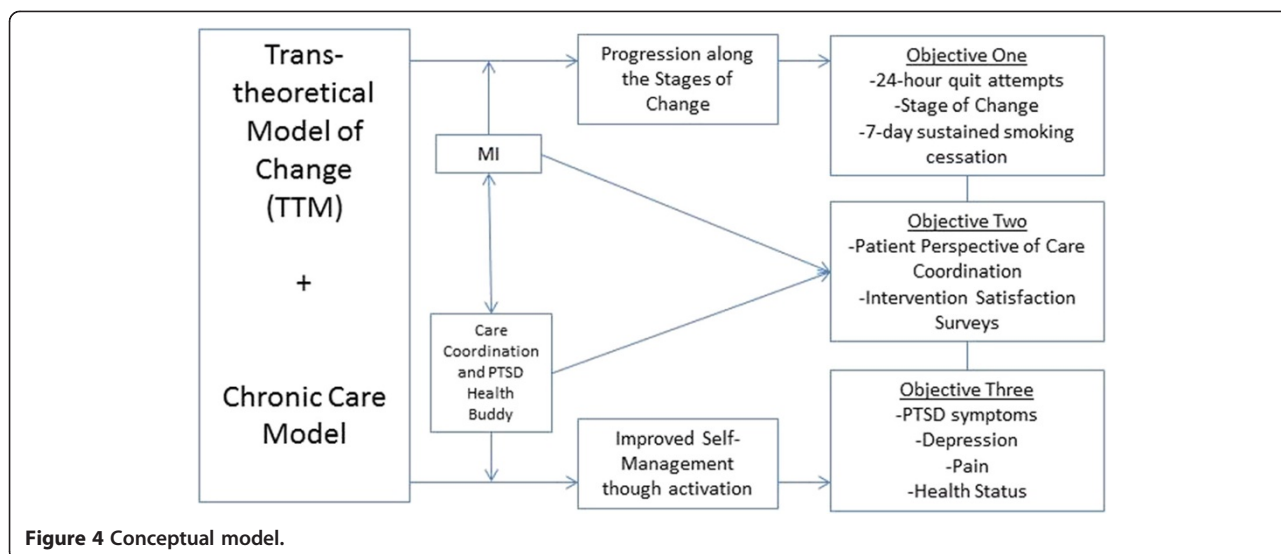 Trans-
theoretical
Model of
Change
(TTM)
+
Chronic Care
Model
MI
Care
Coordination
and PTSD
Health
Buddy
Progression along
the Stages of
Change
Improved Self-
Management
though activation
Objective One
-24-hour quit attempts
-Stage of Change
-7-day sustained smoking
cessation
Objective Two
-Patient Perspective of Care
Coordination
-Intervention Satisfaction
Surveys
Objective Three
-PTSD symptoms
-Depression
-Pain
-Health Status
Figure 4 Conceptual model.